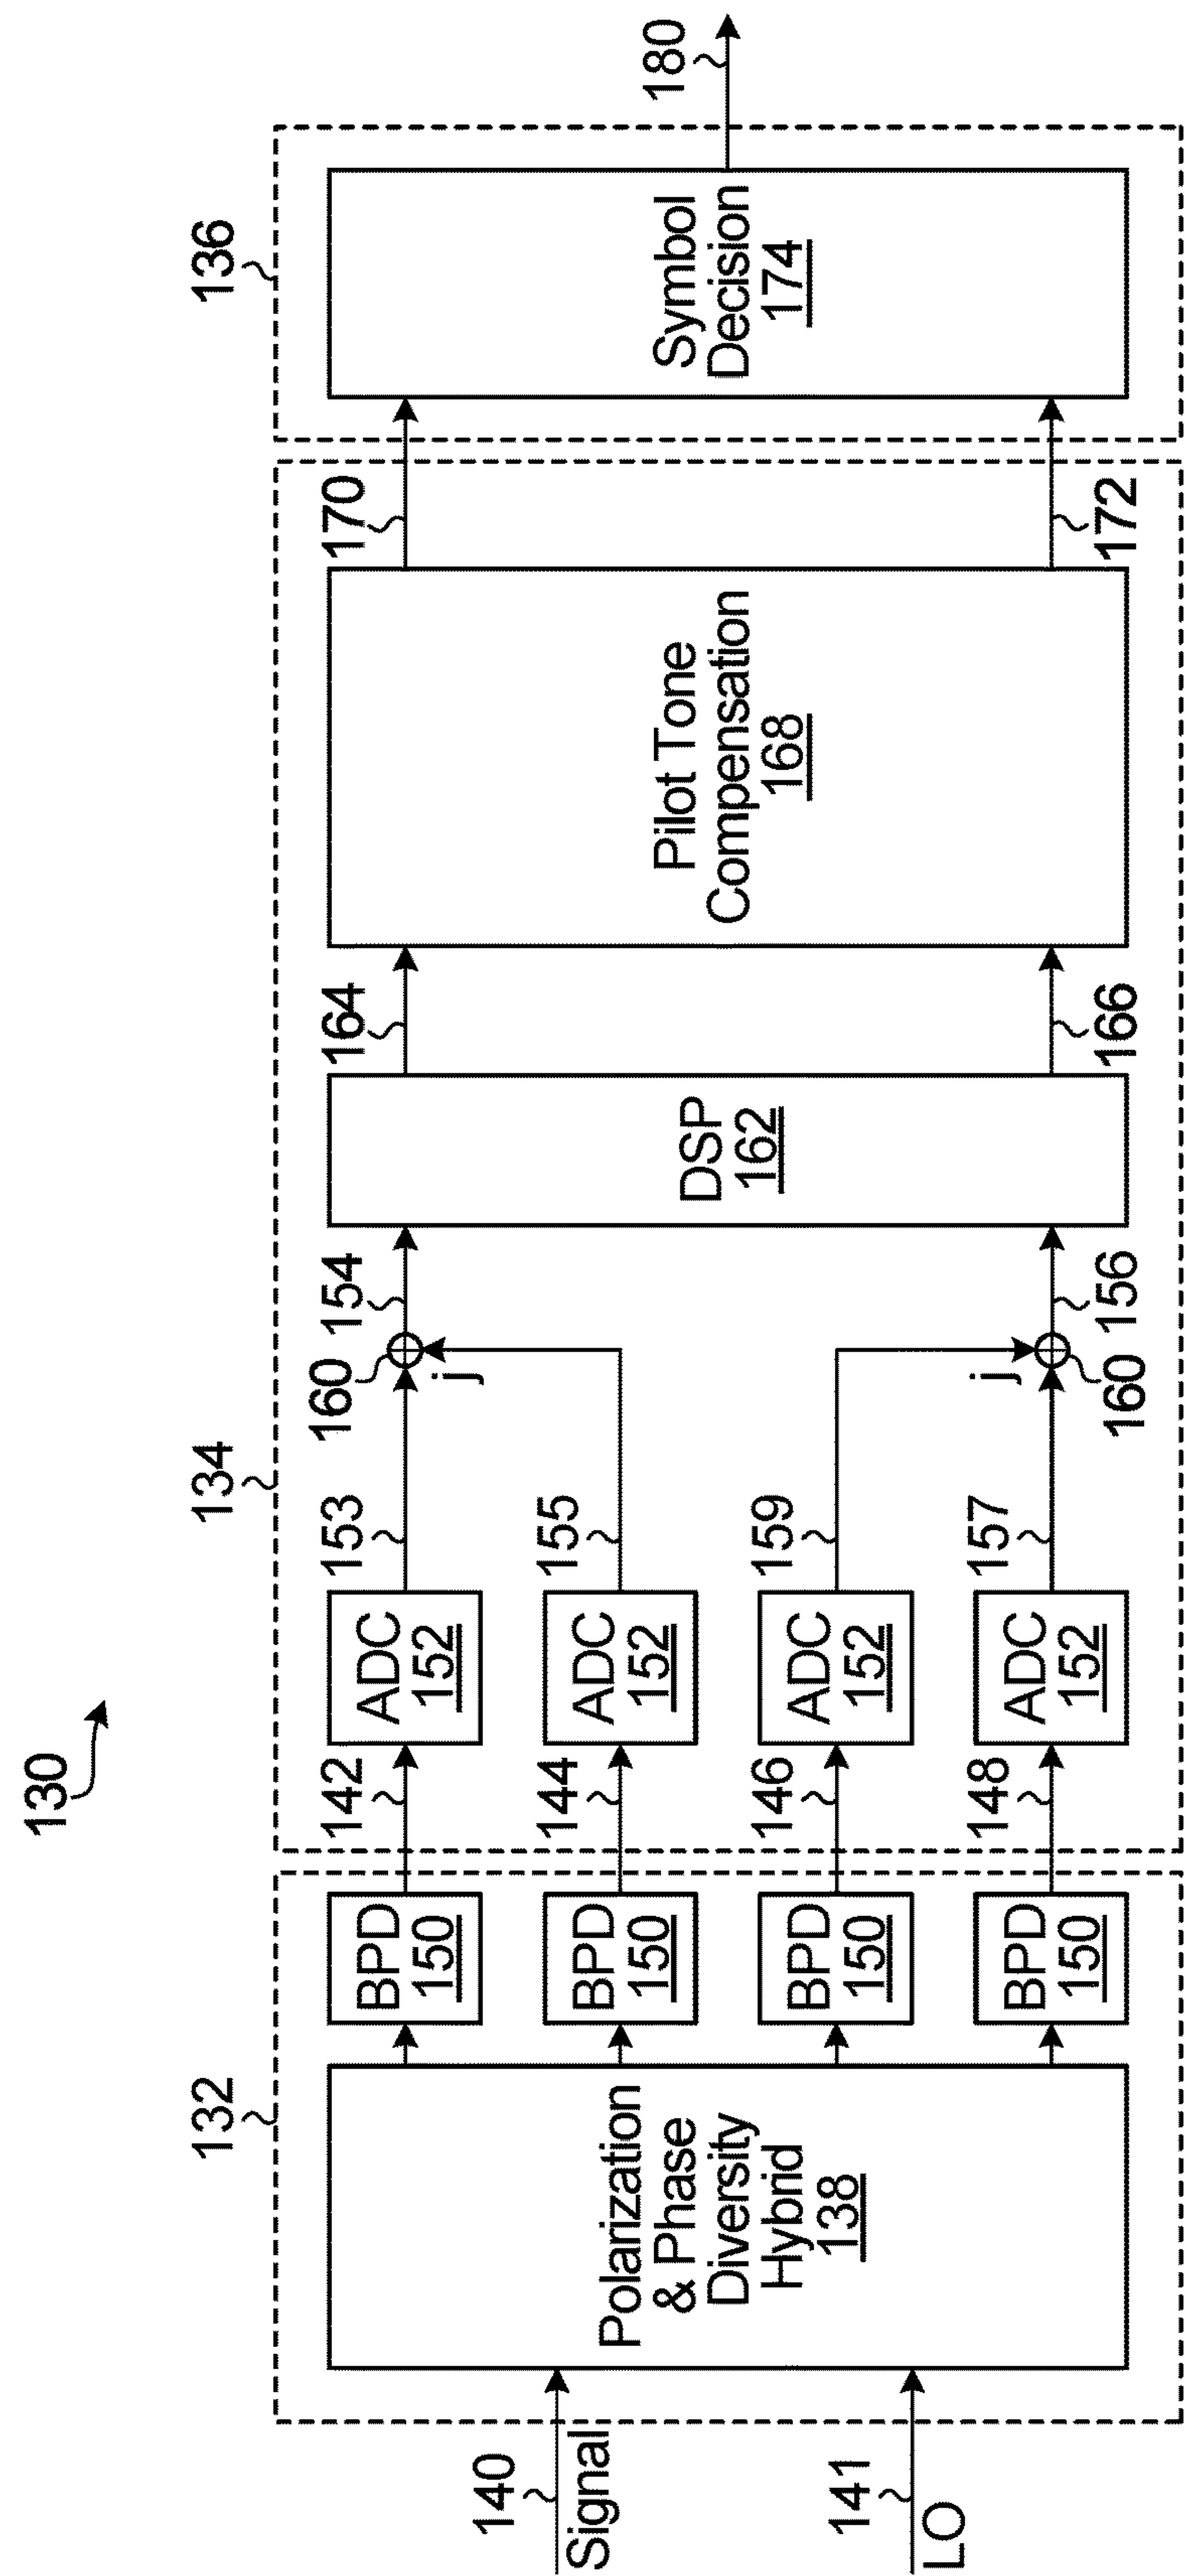 130
132
134
136
140
Signal
141
LO
Polarization
& Phase
Diversity
Hybrid
138
BPD
150
BPD
150
BPD
150
BPD
150
142
144
146
148
ADC
152
ADC
152
ADC
152
ADC
152
153
155
159
157
160
j
154
j
160
156
DSP
162
164
166
Pilot Tone
Compensation
168
170
172
Symbol
Decision
174
180